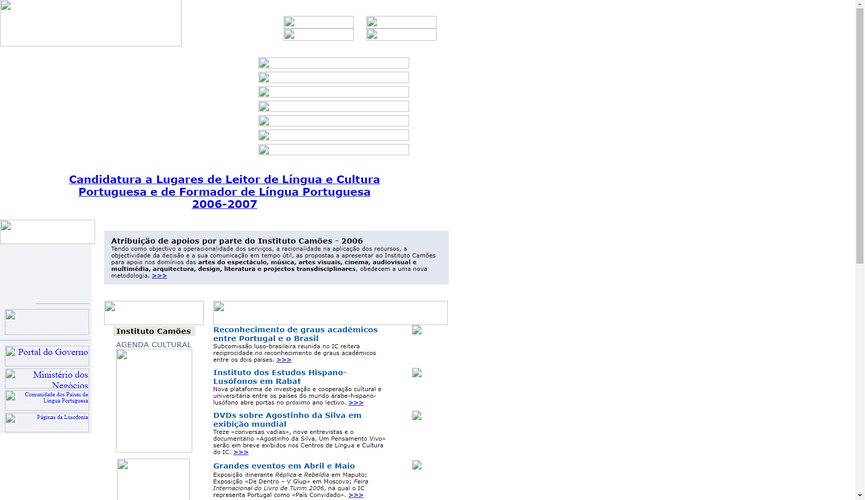 Candidatura a Lugares de Leitor de Língua e Cultura
Portuguesa e de Formador de Língua Portuguesa
2006-2007
Atribuição de apoios por parte do Instituto Camões - 2006
Tendo como objectivo a operacionalidade dos serviços, a racionalidade na aplicação dos recursos, a
objectividade da decisão e a sua comunicação em tempo útil, as propostas a apresentar ao Instituto Camões
para apoio nos domínios das artes do espectáculo, música, artes visuais, cinema, audiovisual e
multimédia, arquitectura, design, literatura e projectos transdisciplinares, obedecem a uma nova
metodologia. >>>
Portal do Governo
Ministério dos
Negócios
Comunidade dos Países de
Língua Portuguesa
Páginas da Lusofonia
Instituto Camões
AGENDA CULTURAL
Reconhecimento de graus académicos
entre Portugal e o Brasil
Subcomissão luso-brasileira reunida no IC reitera
reciprocidade no reconhecimento de graus académicos
entre os dois países. >>>
Instituto dos Estudos Hispano-
Lusófonos em Rabat
Nova plataforma de investigação e cooperação cultural e
universitária entre os países do mundo árabe-hispano-
lusófono abre portas no próximo ano lectivo. >>>
DVDs sobre Agostinho da Silva em
exibição mundial
Treze «conversas vadias», nove entrevistas e o
documentário «Agostinho da Silva, Um Pensamento Vivo»
serão em breve exibidos nos Centros de Língua e Cultura
do IC. >>>
Grandes eventos em Abril e Maio
Exposição itinerante Réplica e Rebeldia em Maputo;
Exposição «De Dentro – V Glup» em Moscovo; Feira
Internacional do Livro de Turim 2006, na qual o IC
representa Portugal como «País Convidado». >>>